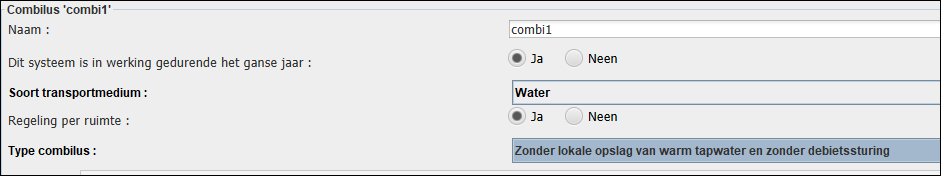 Combilus 'combi1'
Naam : combi1
Dit systeem is in werking gedurende het ganse jaar : Ja Neen
Soort transportmedium : Water
Regeling per ruimte : Ja Neen
Type combilus : Zonder lokale opslag van warm tapwater en zonder debietssturing